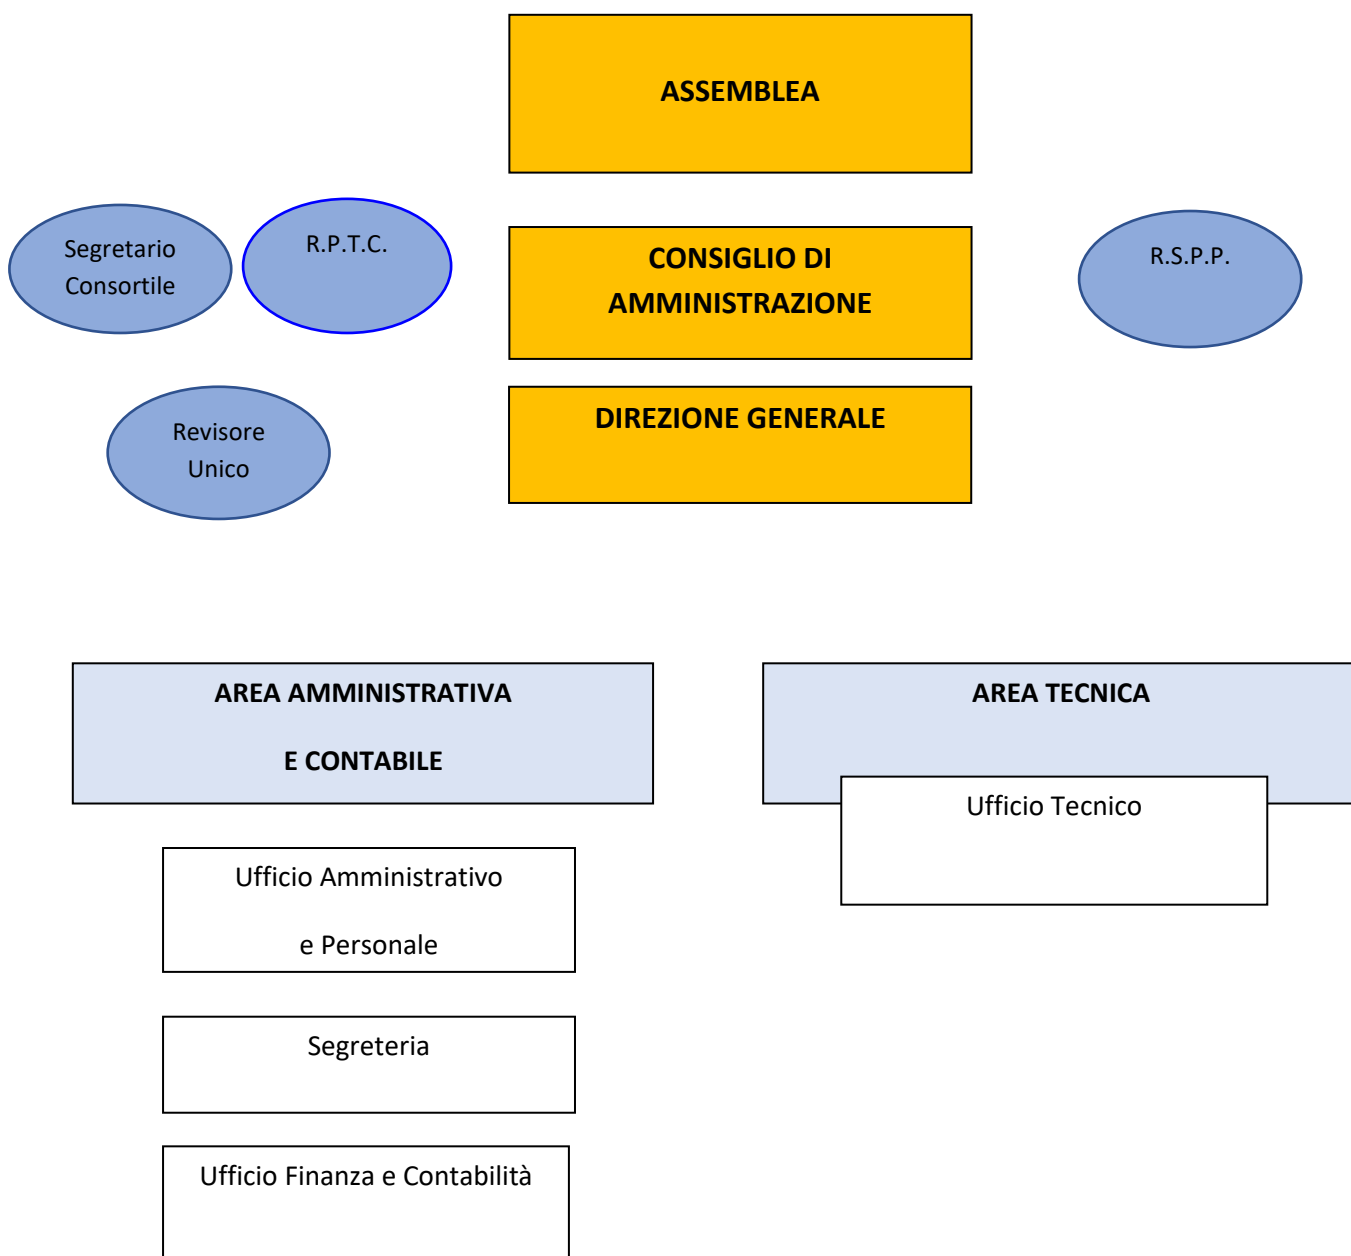 ASSEMBLEA
Segretario
Consortile
R.P.T.C.
CONSIGLIO DI
AMMINISTRAZIONE
R.S.P.P.
Revisore
Unico
DIREZIONE GENERALE
AREA AMMINISTRATIVA
E CONTABILE
AREA TECNICA
Ufficio Tecnico
Ufficio Amministrativo
e Personale
Segreteria
Ufficio Finanza e Contabilità